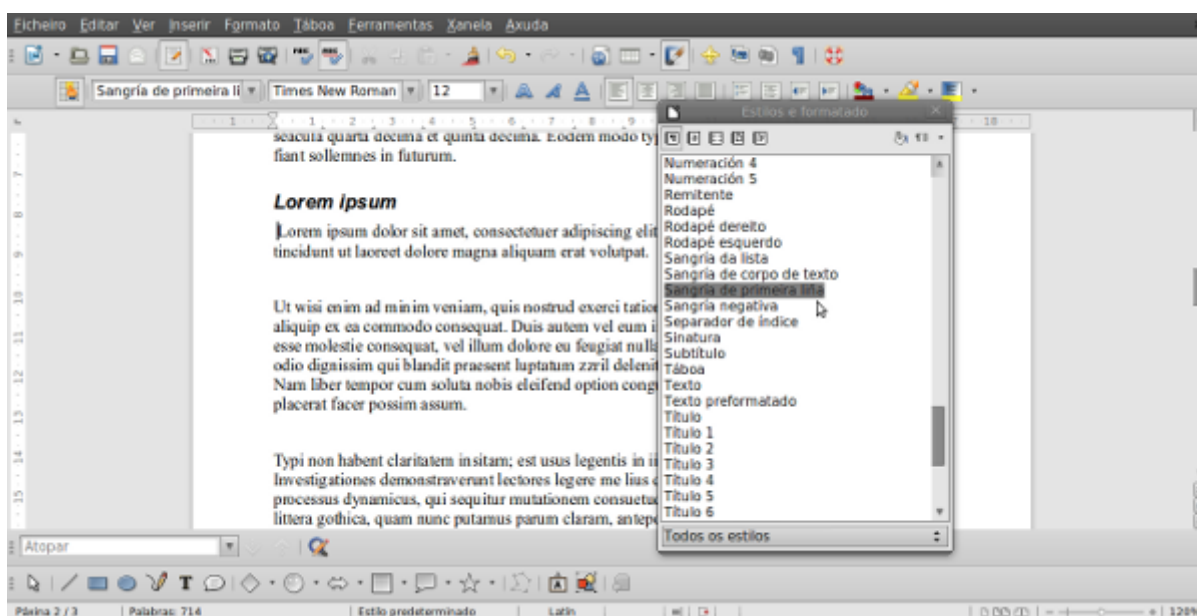 Ficheiro Editar Ver Inserir Formato Táboa Ferramentas Xanela Axuda
Sangría de primeira li Times New Roman 12
Estilos e formatado
seacula quarta decima et quinta decima. Eodem modo typ
fiant sollemnes in futurum.
Lorem ipsum
Lorem ipsum dolor sit amet, consectetuer adipiscing elit
tincidunt ut laoreet dolore magna aliquam erat volutpat.
Ut wisi enim ad minim veniam, quis nostrud exerci tation
aliquip ex ea commodo consequat. Duis autem vel eum i
esse molestie consequat, vel illum dolore eu feugiat nulla
odio dignissim qui blandit praesent luptatum zzril delenit
Nam liber tempor cum soluta nobis eleifend option cong
placerat facer possim assum.
Typi non habent claritatem insitam; est usus legentis in ii
Investigationes demonstraverunt lectores legere me lius
processus dynamicus, qui sequitur mutationem consuetu
littera gothica, quam nunc putamus parum claram, antep
Numeración 4
Numeración 5
Remitente
Rodapé
Rodapé dereito
Rodapé esquerdo
Sangría da lista
Sangría de corpo de texto
Sangría de primeira liña
Sangría negativa
Separador de índice
Sinatura
Subtítulo
Táboa
Texto
Texto preformatado
Título
Título 1
Título 2
Título 3
Título 4
Título 5
Título 6
Todos os estilos
Atopar
Páxina 2 / 3 Palabras: 714 Estilo predeterminado Latín